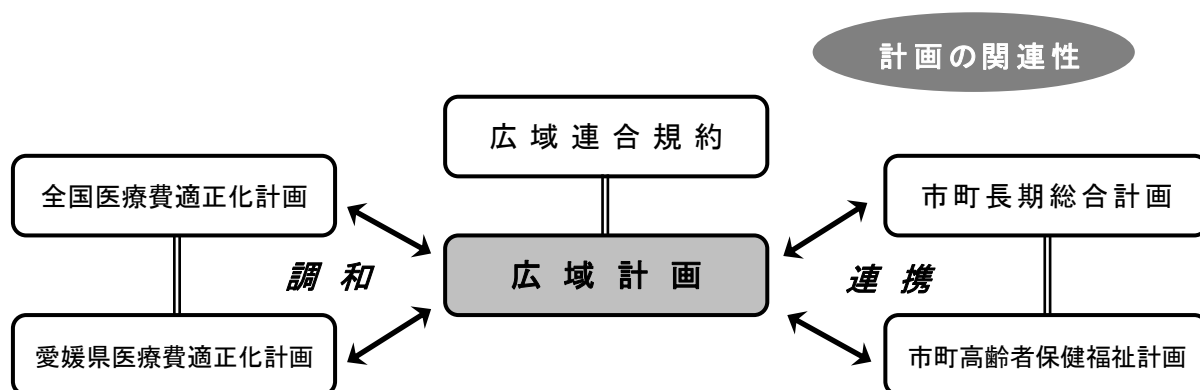 計画の関連性
広域連合規約
全国医療費適正化計画
市町長期総合計画
広域計画
調和
連携
愛媛県医療費適正化計画
市町高齢者保健福祉計画